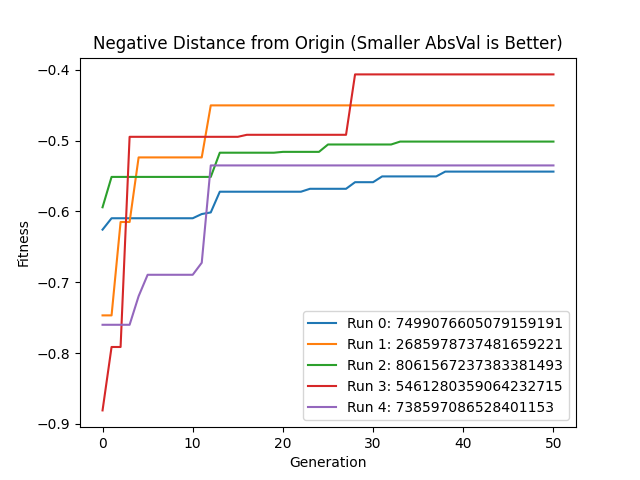 Negative Distance from Origin (Smaller AbsVal is Better)
Fitness
−0.4
−0.5
−0.6
−0.7
−0.8
−0.9
Run 0: 7499076605079159191
Run 1: 2685978737481659221
Run 2: 8061567237383381493
Run 3: 5461280359064232715
Run 4: 738597086528401153
0 10 20 30 40 50
Generation